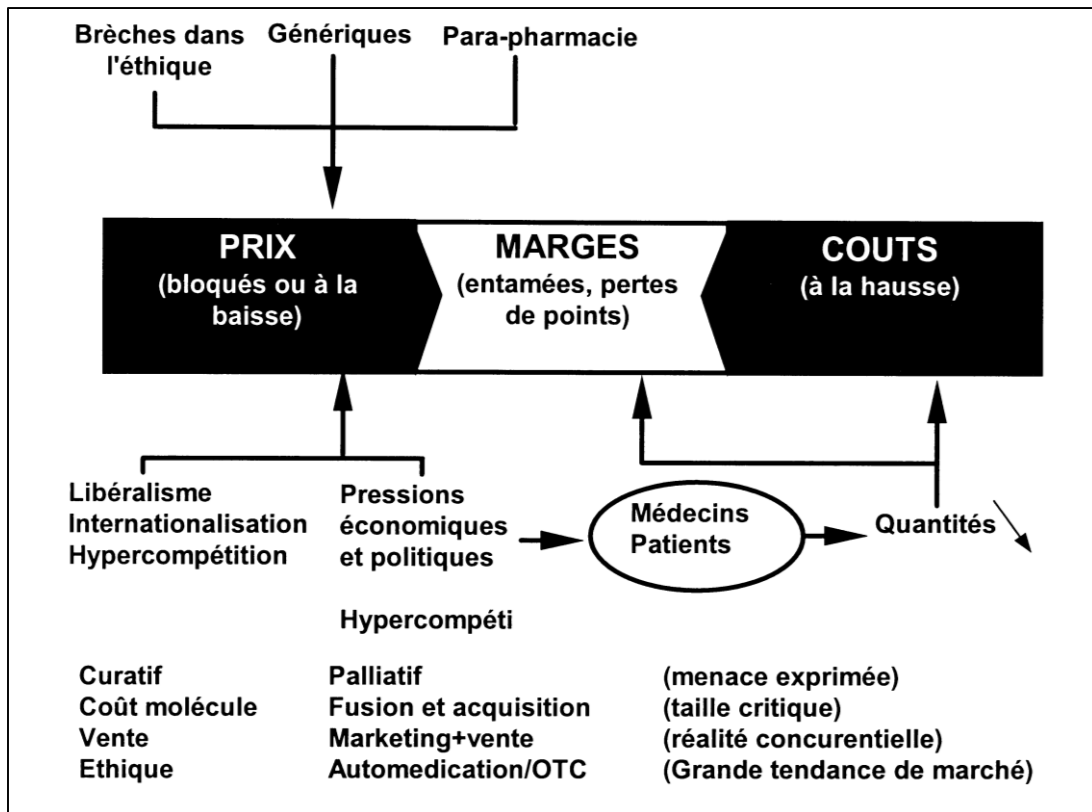 Brèches dans
l'éthique
Génériques
Para-pharmacie
PRIX
(bloqués ou à la
baisse)
MARGES
(entamées, pertes
de points)
COUTS
(à la hausse)
Libéralisme
Internationalisation
Hypercompétition
Pressions
économiques
et politiques
Médecins
Patients
Quantités
Hypercompéti
Curatif Palliatif (menace exprimée)
Coût molécule Fusion et acquisition (taille critique)
Vente Marketing+vente (réalité concurentielle)
Ethique Automedication/OTC (Grande tendance de marché)